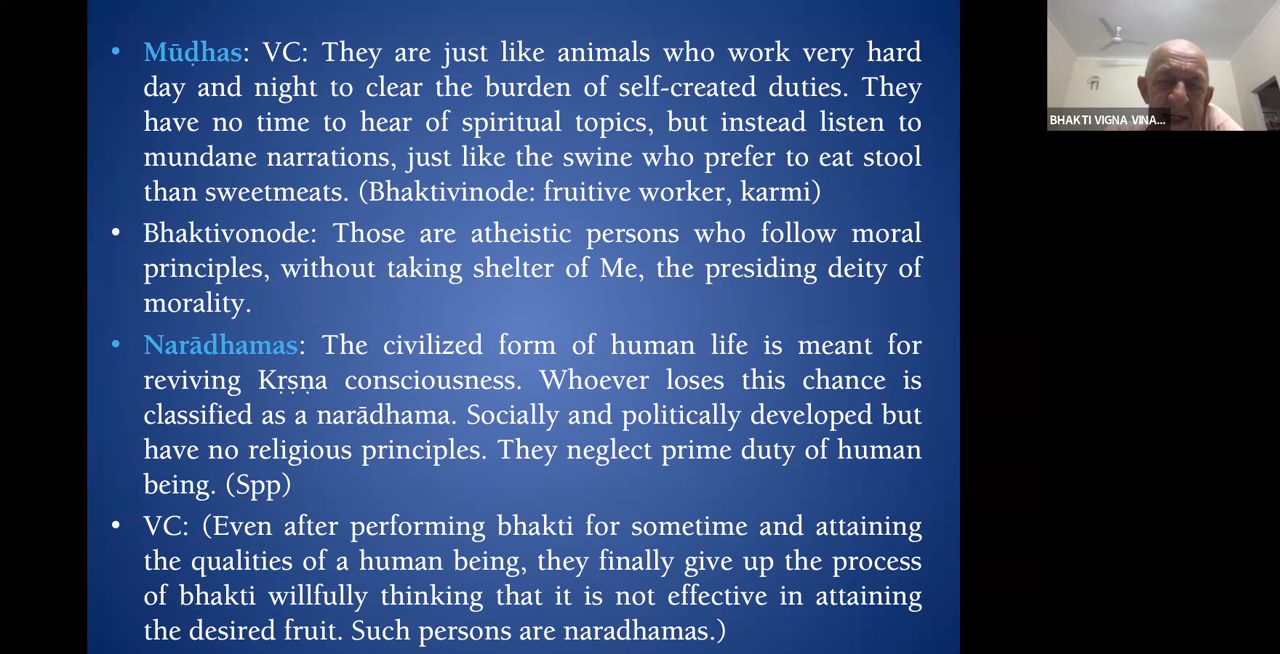 • Mūḍhas: VC: They are just like animals who work very hard
day and night to clear the burden of self-created duties. They
have no time to hear of spiritual topics, but instead listen to
mundane narrations, just like the swine who prefer to eat stool
than sweetmeats. (Bhaktivinode: fruitive worker, karmi)
• Bhaktivonode: Those are atheistic persons who follow moral
principles, without taking shelter of Me, the presiding deity of
morality.
• Narādhamas: The civilized form of human life is meant for
reviving Kṛṣṇa consciousness. Whoever loses this chance is
classified as a narādhama. Socially and politically developed but
have no religious principles. They neglect prime duty of human
being. (Spp)
• VC: (Even after performing bhakti for sometime and attaining
the qualities of a human being, they finally give up the process
of bhakti willfully thinking that it is not effective in attaining
the desired fruit. Such persons are naradhamas.)
BHAKTI VIGNA VINA...